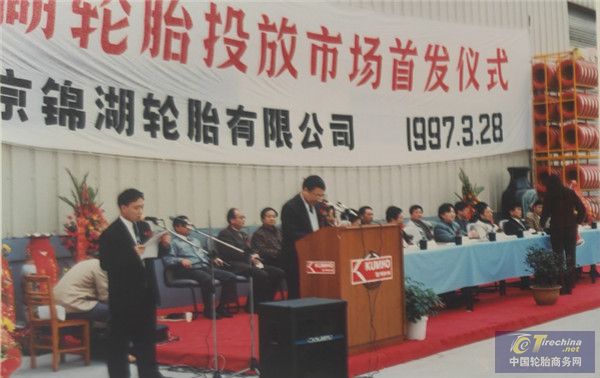 湖轮胎投放市场首发仪式
京锦湖轮胎有限公司 1997.3.28
KUMHO
KUMHO
Tirechina
.net
中国轮胎商务网